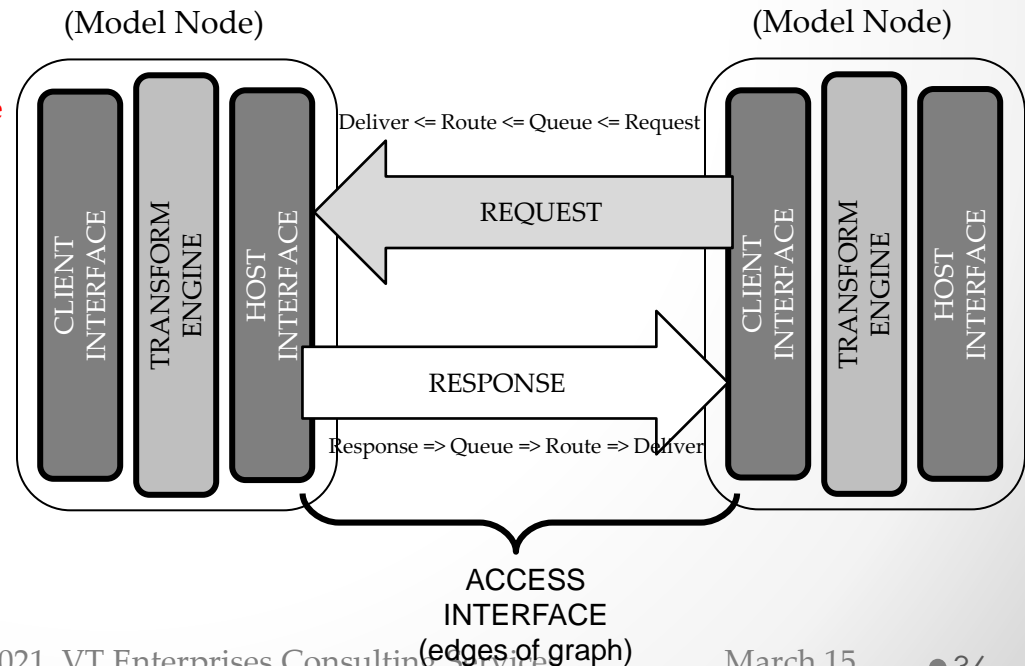 (Model Node)
(Model Node)
e
Deliver <= Route <= Queue <= Request
REQUEST
CLIENT
INTERFACE
TRANSFORM
ENGINE
HOST
INTERFACE
CLIENT
INTERFACE
TRANSFORM
ENGINE
HOST
INTERFACE
RESPONSE
Response => Queue => Route => Deliver
ACCESS
INTERFACE
(edges of graph)
021 VT Enterprises Consulting Services
March 15